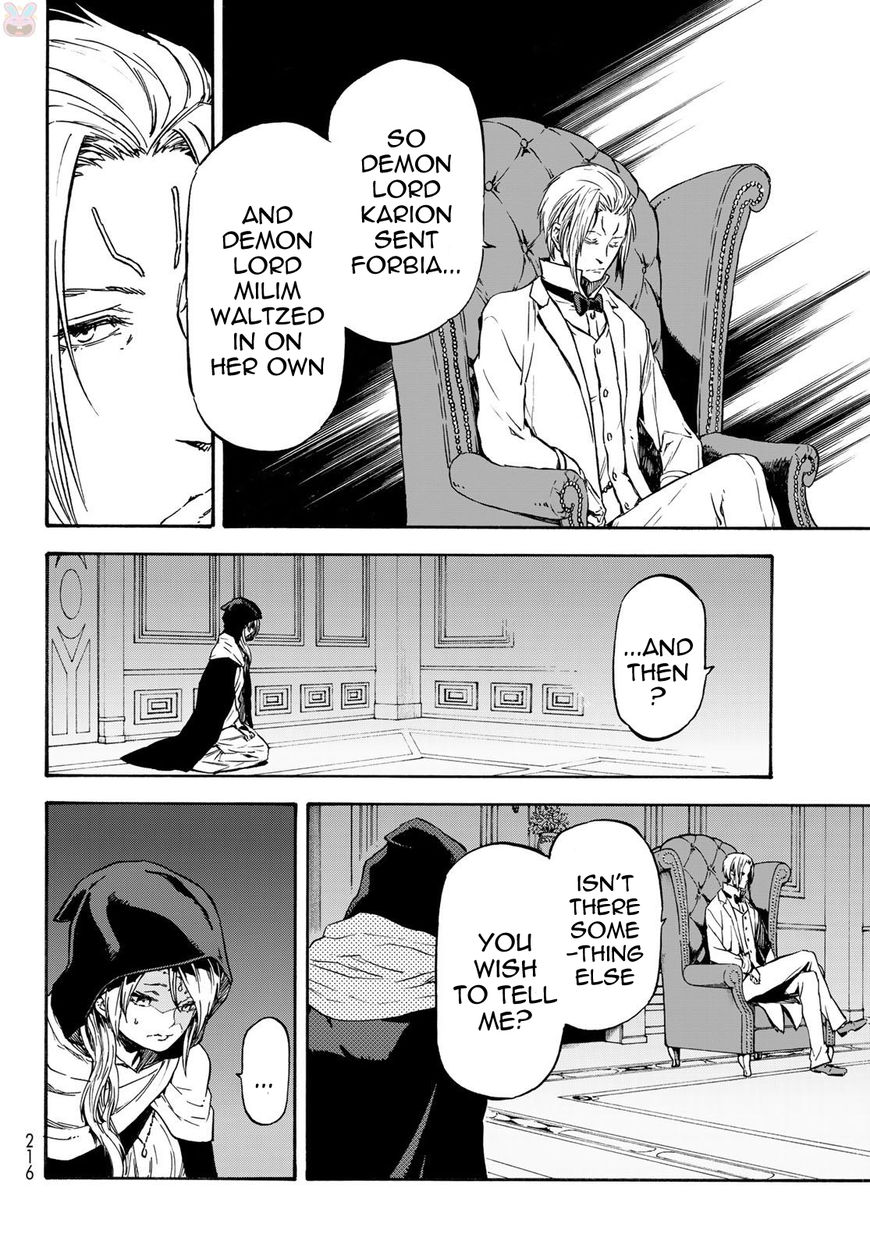 SO
DEMON
LORD
KARION
SENT
FORBIA...
AND
DEMON
LORD
MILIM
WALTZED
IN ON
HER OWN
...AND
THEN
?
ISN'T
THERE
SOME
-THING
ELSE
YOU
WISH
TO TELL
ME?
...
216